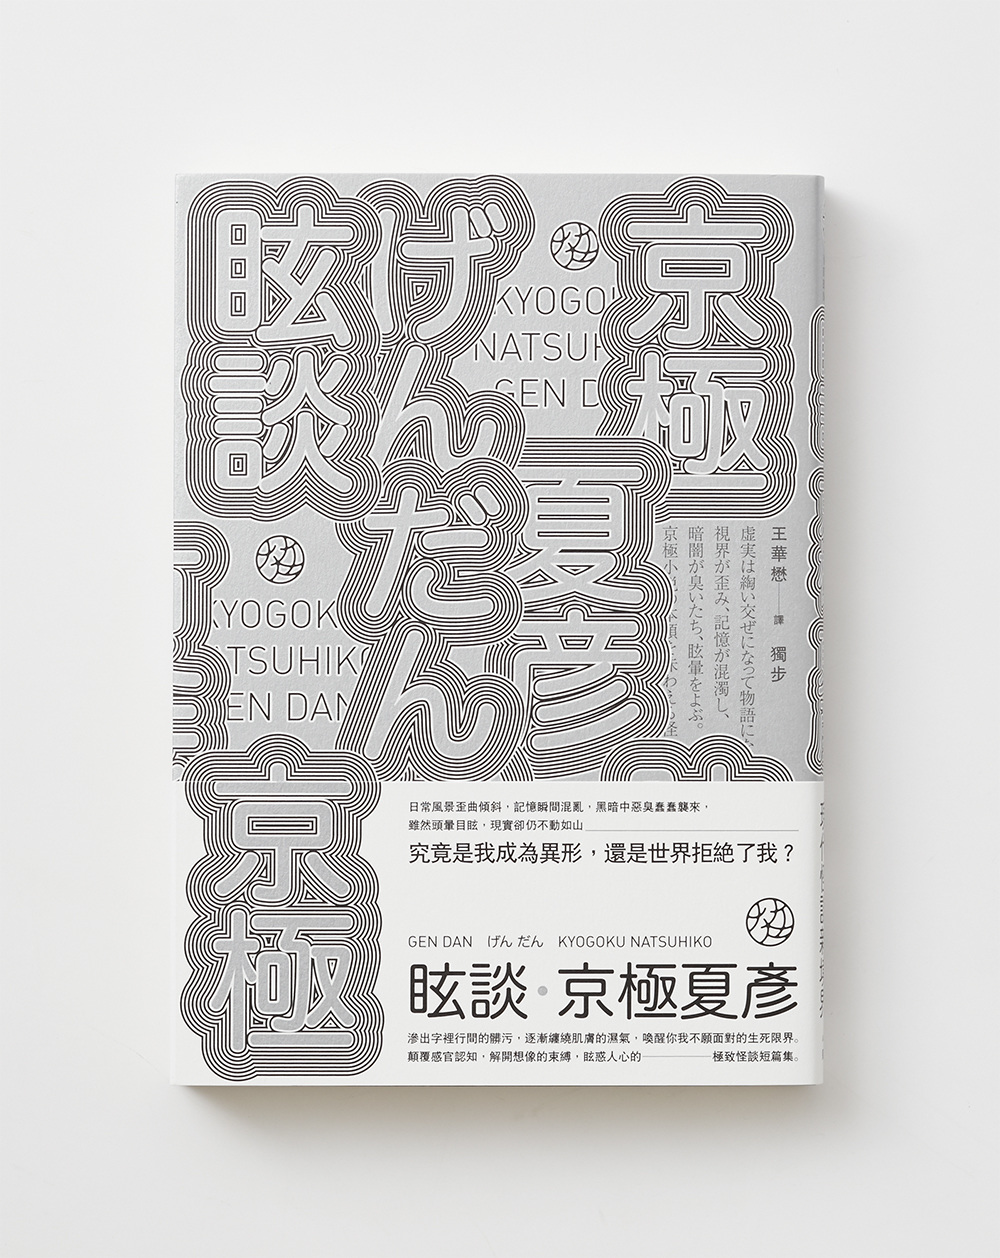 京極
夏彦
げんだん
眩談
KYOGOK
NATSUH
GEN D
王華懋──譯 獨步
虚実は綯い交ぜになって物語にな
視界が歪み、記憶が混濁し、
暗闇が臭いたち、眩暈をよぶ。
京極小
KYOGOK
ATSUHIKO
EN DAN
京極
日常風景歪曲傾斜，記憶瞬間混亂，黑暗中惡臭蠢蠢襲來，
雖然頭暈目眩，現實卻仍不動如山
究竟是我成為異形，還是世界拒絕了我？
GEN DAN げん だん KYOGOKU NATSUHIKO
眩談・京極夏彥
滲出字裡行間的髒污，逐漸纏繞肌膚的濕氣，喚醒你我不願面對的生死限界。
顛覆感官認知，解開想像的束縛，眩惑人心的────極致怪談短篇集。